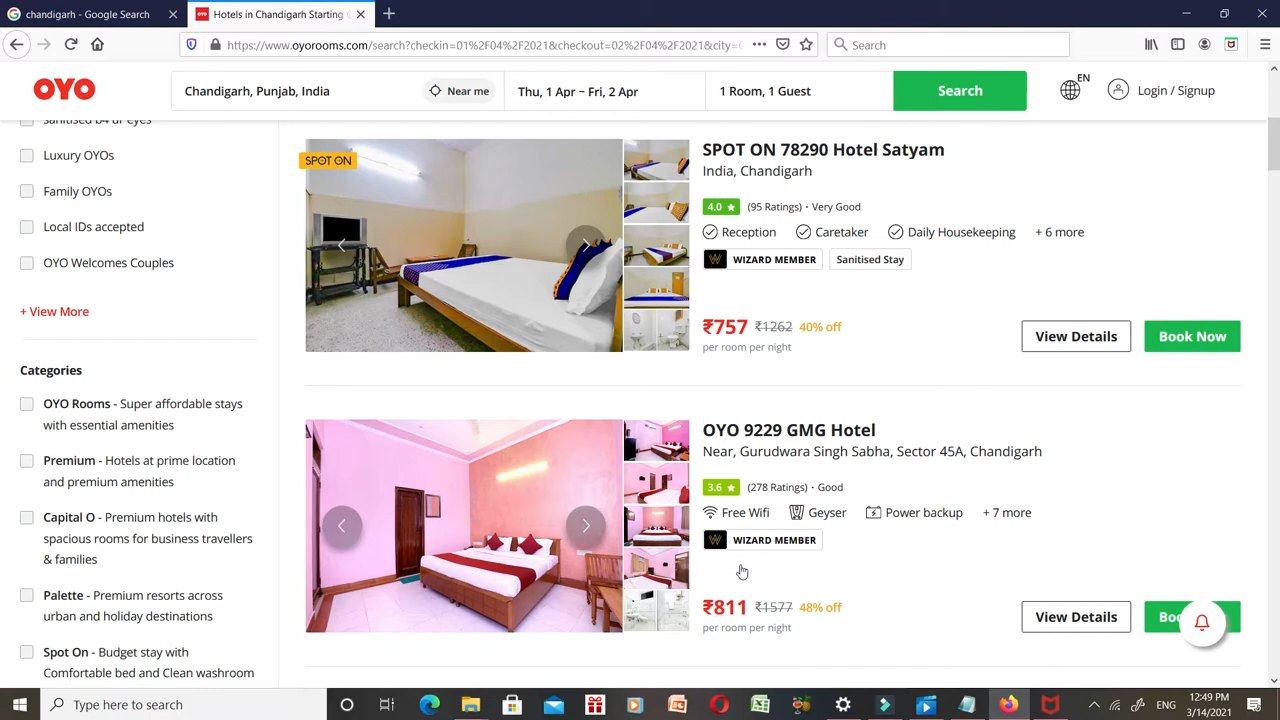 chandigarh - Google Search
Hotels in Chandigarh Starting
https://www.oyorooms.com/search?checkin=01%2F04%2F2021&checkout=02%2F04%2F2021&city=
Search
OYO
Chandigarh, Punjab, India
Near me
Thu, 1 Apr – Fri, 2 Apr
1 Room, 1 Guest
Search
EN
Login / Signup
sanitised b4 ur eyes
Luxury OYOs
Family OYOs
Local IDs accepted
OYO Welcomes Couples
+ View More
Categories
OYO Rooms - Super affordable stays
with essential amenities
Premium - Hotels at prime location
and premium amenities
Capital O - Premium hotels with
spacious rooms for business travellers
& families
Palette - Premium resorts across
urban and holiday destinations
Spot On - Budget stay with
Comfortable bed and Clean washroom
SPOT ON
SPOT ON 78290 Hotel Satyam
India, Chandigarh
4.0 ★ (95 Ratings) · Very Good
Reception Caretaker Daily Housekeeping + 6 more
WIZARD MEMBER Sanitised Stay
₹757 ₹1262 40% off
per room per night
View Details
Book Now
OYO 9229 GMG Hotel
Near, Gurudwara Singh Sabha, Sector 45A, Chandigarh
3.6 ★ (278 Ratings) · Good
Free Wifi Geyser Power backup + 7 more
WIZARD MEMBER
₹811 ₹1577 48% off
per room per night
View Details
Type here to search
12:49 PM
3/14/2021